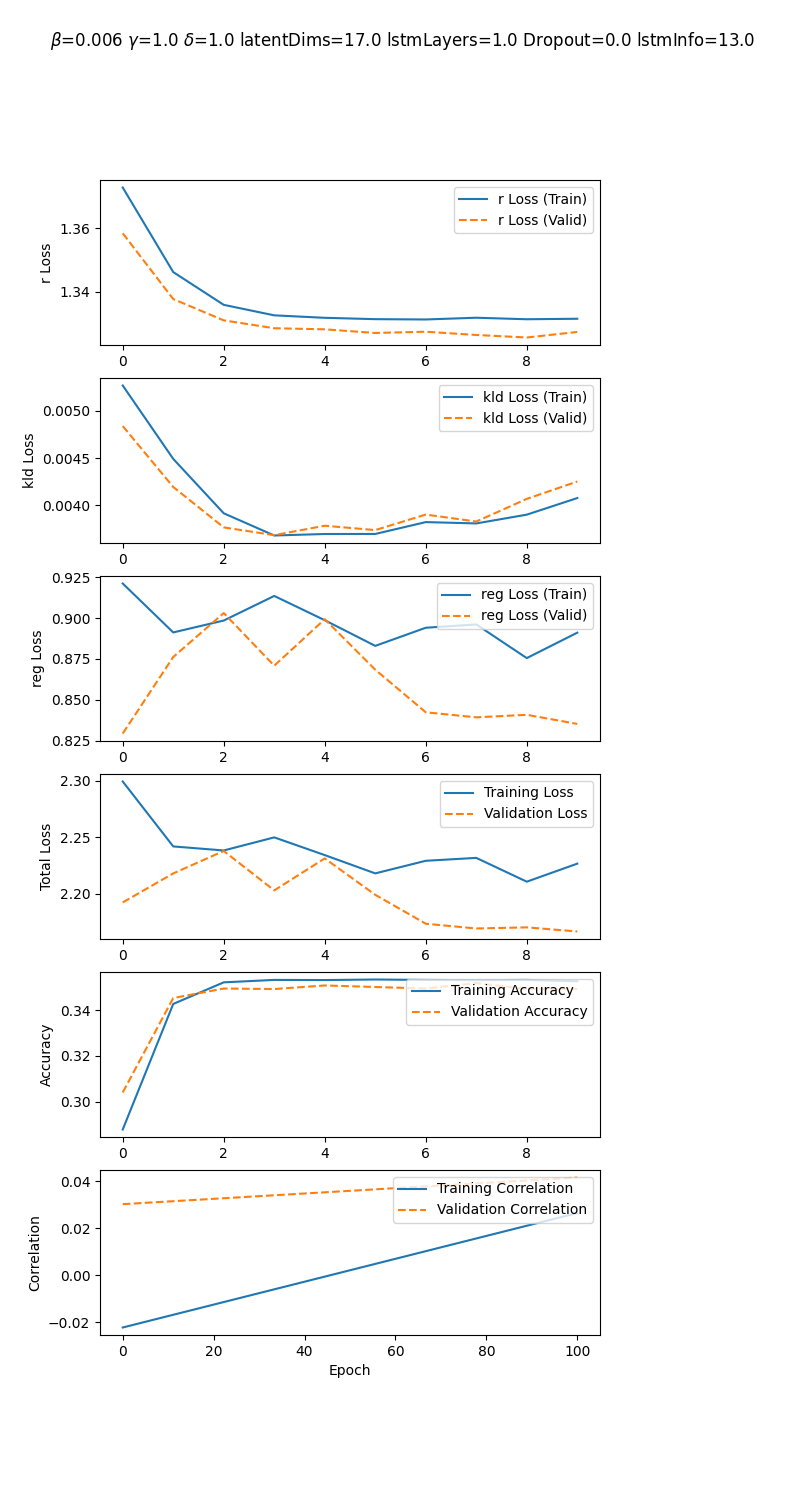 β=0.006 γ=1.0 δ=1.0 latentDims=17.0 lstmLayers=1.0 Dropout=0.0 lstmInfo=13.0
r Loss (Train)
r Loss (Valid)
1.36
1.34
r Loss
0 2 4 6 8
kld Loss (Train)
kld Loss (Valid)
0.0050
0.0045
0.0040
kld Loss
0 2 4 6 8
reg Loss (Train)
reg Loss (Valid)
0.925
0.900
0.875
0.850
0.825
reg Loss
0 2 4 6 8
Training Loss
Validation Loss
2.30
2.25
2.20
Total Loss
0 2 4 6 8
Training Accuracy
Validation Accuracy
0.34
0.32
0.30
Accuracy
0 2 4 6 8
Training Correlation
Validation Correlation
0.04
0.02
0.00
−0.02
Correlation
0 20 40 60 80 100
Epoch